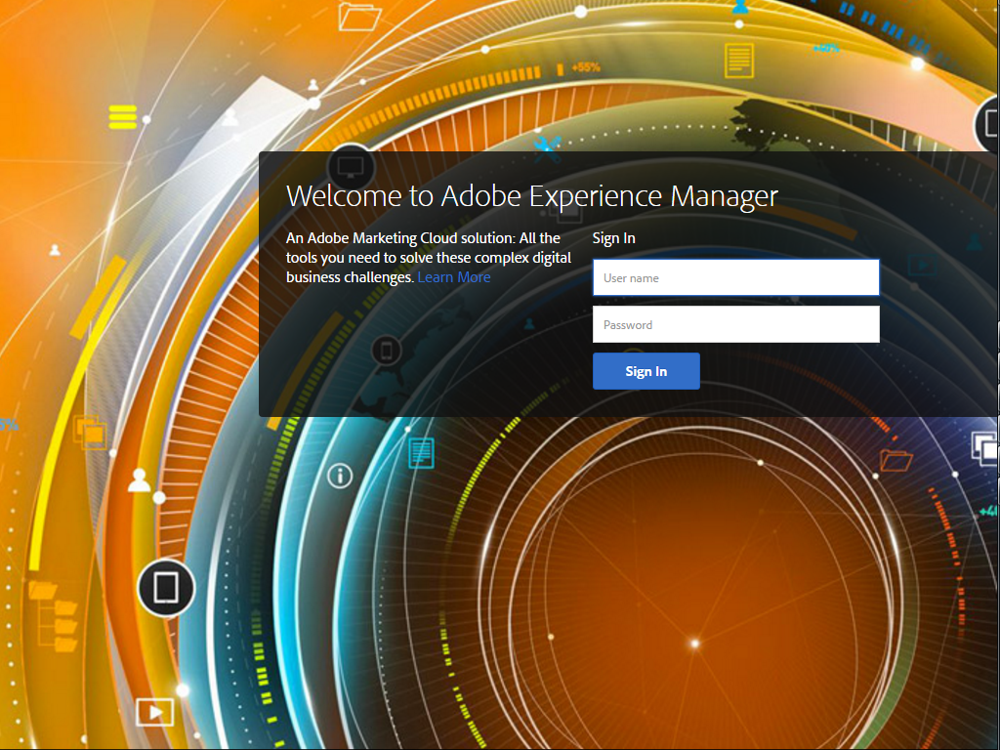 +55%
+40%
Welcome to Adobe Experience Manager
An Adobe Marketing Cloud solution: All the
tools you need to solve these complex digital
business challenges. Learn More
Sign In
User name
Password
Sign In